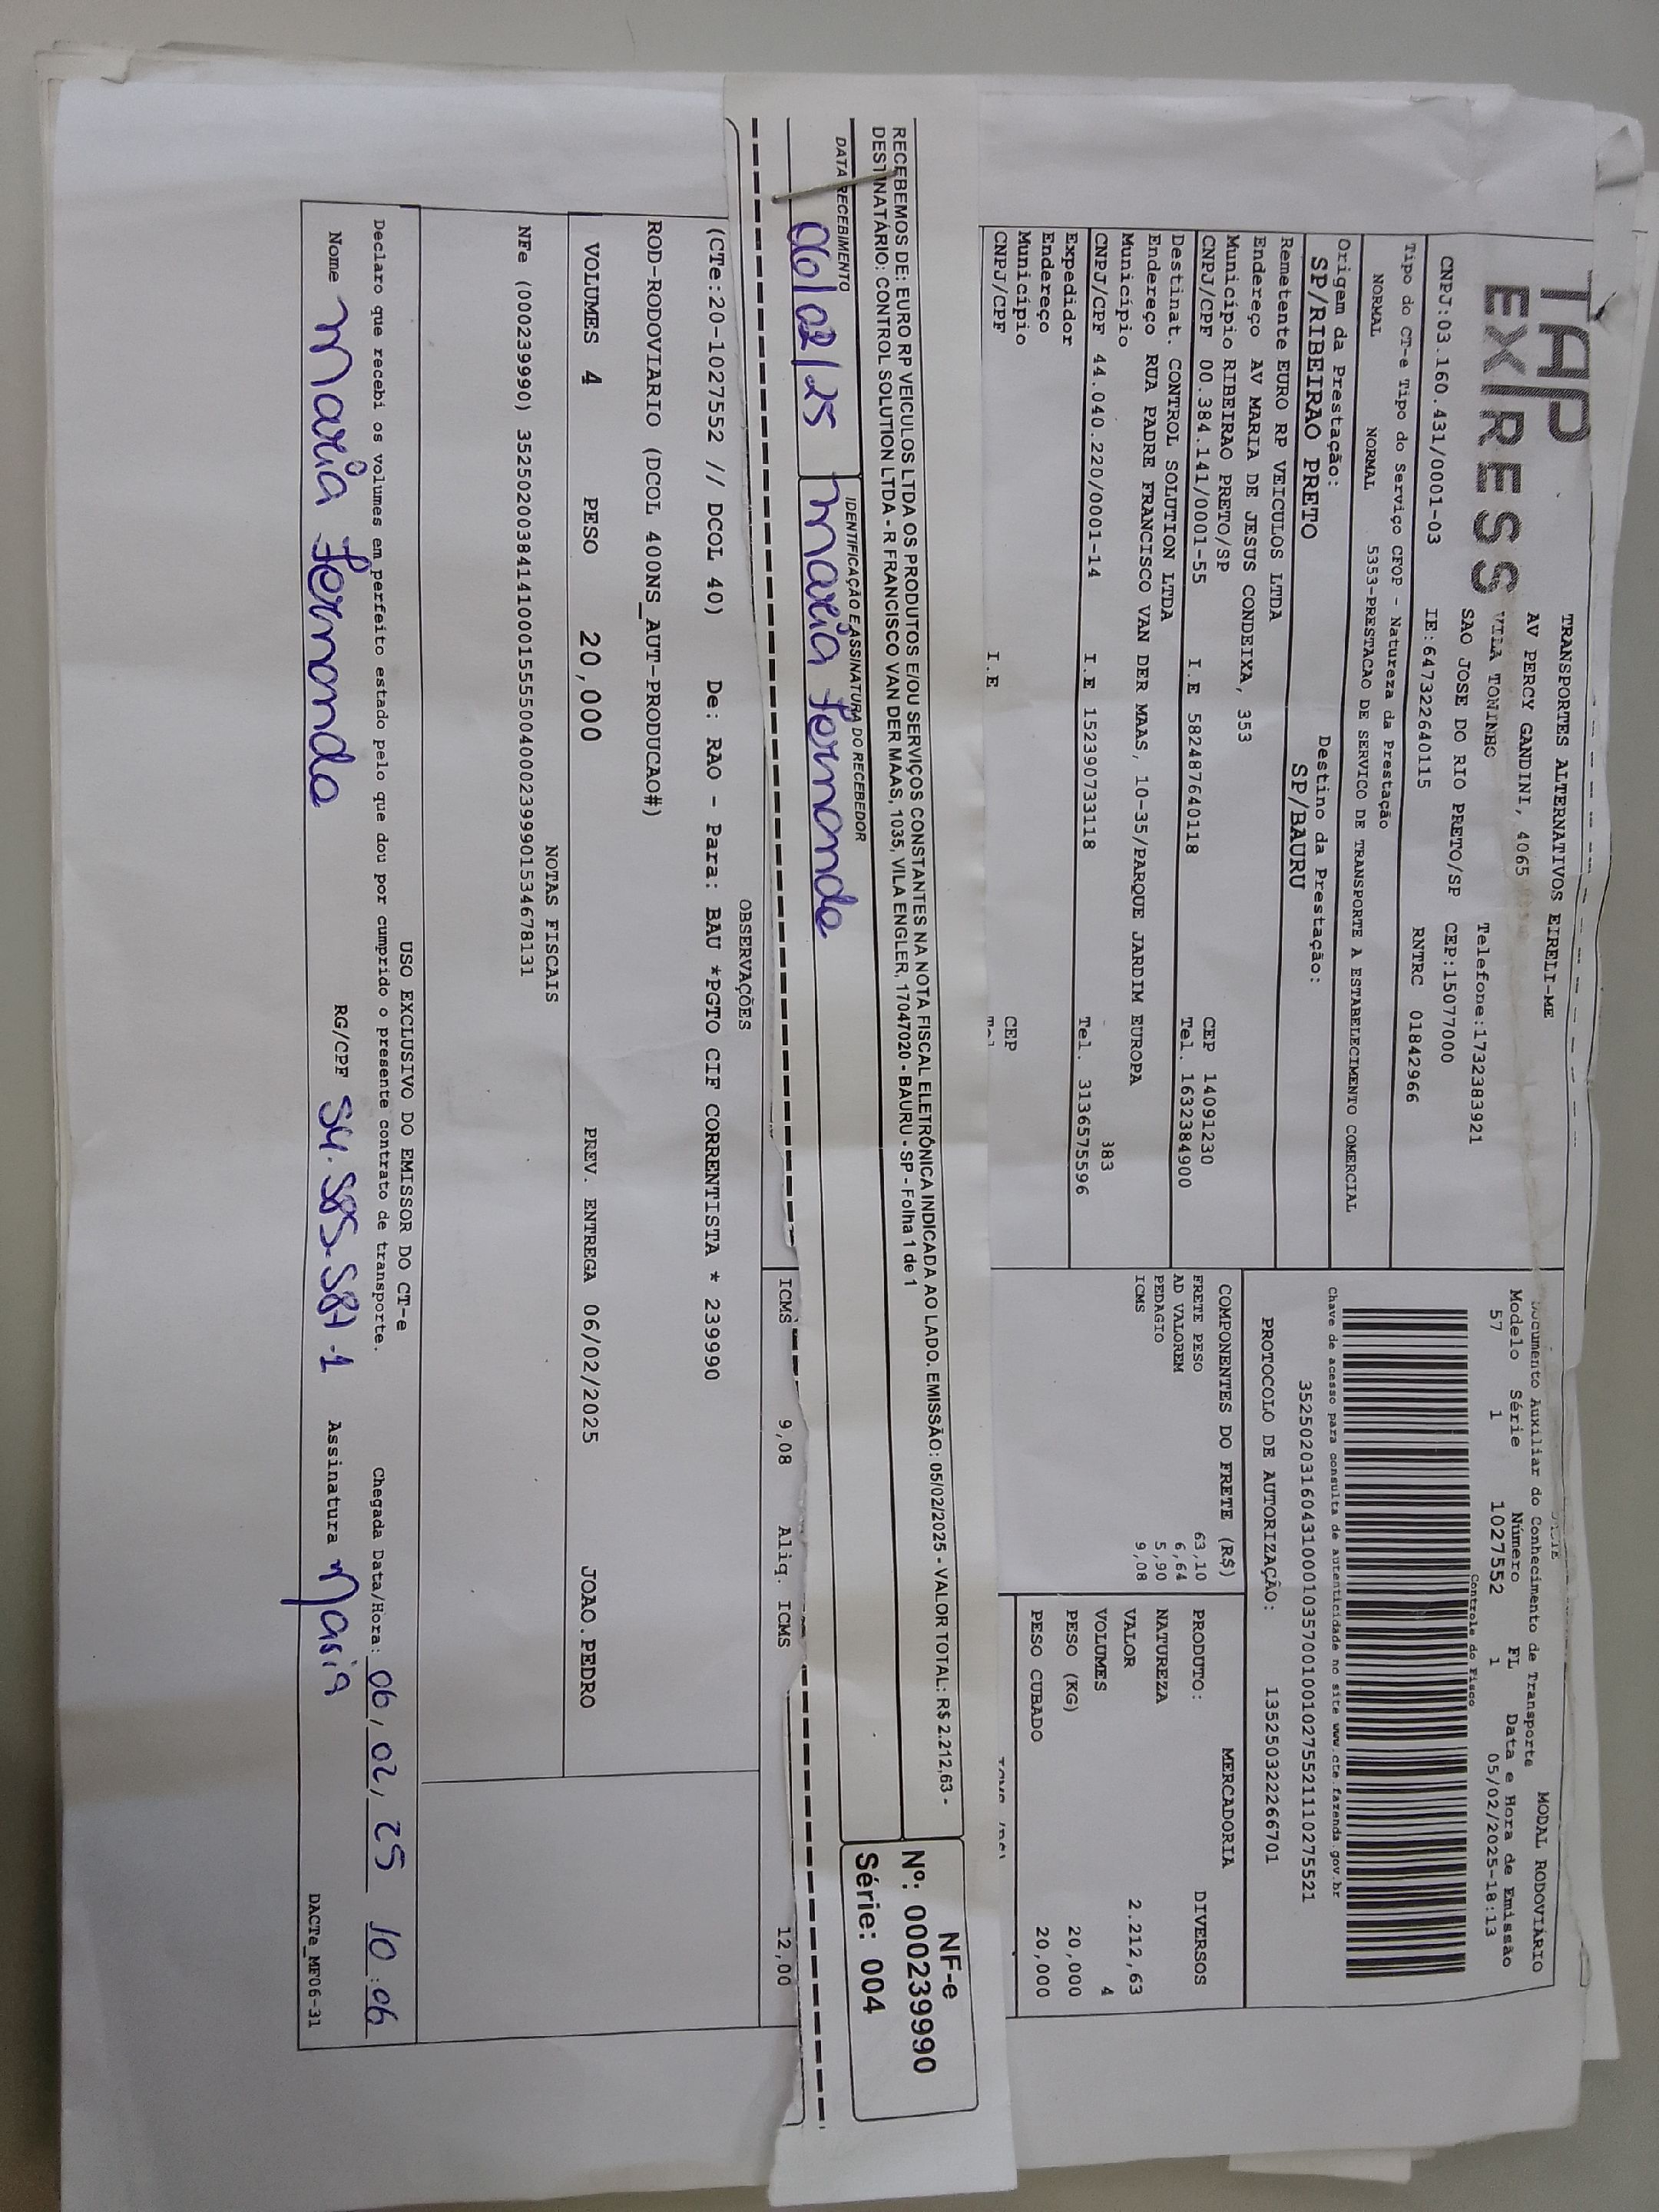 TAP
EXPRESS
TRANSPORTES ALTERNATIVOS EIRELI-ME
AV PERCY GANDINI, 4065
VILA TONINHO
Telefone:1732383921
SAO JOSE DO RIO PRETO/SP CEP:15077000
CNPJ:03.160.431/0001-03 IE:647322640115 RNTRC 01842966
MODAL RODOVIÁRIO
Documento Auxiliar do Conhecimento de Transporte
Modelo Série Número FL Data e Hora de Emissão
57 1 1027552 1 05/02/2025-18:13
Controle do Fisco
Tipo do CT-e Tipo do Serviço CFOP - Natureza da Prestação
NORMAL NORMAL 5353-PRESTACAO DE SERVICO DE TRANSPORTE A ESTABELECIMENTO COMERCIAL
Chave de acesso para consulta de autenticidade no site www.cte.fazenda.gov.br
35250203160431000103570010010275521110275521
Origem da Prestação: Destino da Prestação:
SP/RIBEIRAO PRETO SP/BAURU
PROTOCOLO DE AUTORIZAÇÃO: 135250322266701
Remetente EURO RP VEICULOS LTDA
Endereço AV MARIA DE JESUS CONDEIXA, 353
Município RIBEIRAO PRETO/SP CEP 14091230
CNPJ/CPF 00.384.141/0001-55 I.E 582487640118 Tel. 1632384900
Destinat. CONTROL SOLUTION LTDA
Endereço RUA PADRE FRANCISCO VAN DER MAAS, 10-35/PARQUE JARDIM EUROPA
Município 383
CNPJ/CPF 44.040.220/0001-14 I.E 152390733118 Tel. 3136575596
Expedidor
Endereço
Município CEP
CNPJ/CPF I.E Tel
COMPONENTES DO FRETE (R$)
FRETE PESO 63,10
AD VALOREM 6,64
PEDAGIO 5,90
ICMS 9,08
MERCADORIA
PRODUTO: DIVERSOS
NATUREZA
VALOR 2.212,63
VOLUMES 4
PESO (KG) 20,000
PESO CUBADO 20,000
RECEBEMOS DE: EURO RP VEICULOS LTDA OS PRODUTOS E/OU SERVIÇOS CONSTANTES NA NOTA FISCAL ELETRÔNICA INDICADA AO LADO. EMISSÃO: 05/02/2025 - VALOR TOTAL: R$ 2.212,63 -
DESTINATÁRIO: CONTROL SOLUTION LTDA - R FRANCISCO VAN DER MAAS, 1035, VILA ENGLER, 17047020 - BAURU - SP - Folha 1 de 1
NF-e
Nº: 000239990
Série: 004
DATA RECEBIMENTO IDENTIFICAÇÃO E ASSINATURA DO RECEBEDOR
06/02/25 Maria Fernanda
ICMS 9,08 Aliq. ICMS 12,00
OBSERVAÇÕES
(CTe:20-1027552 // DCOL 40) De: RAO - Para: BAU *PGTO CIF CORRENTISTA * 239990
ROD-RODOVIARIO (DCOL 400NS_AUT-PRODUCAO#)
VOLUMES 4 PESO 20,000 PREV. ENTREGA 06/02/2025 JOAO.PEDRO
NOTAS FISCAIS
NFe (000239990) 35250200384141000155550040002399901534678131
USO EXCLUSIVO DO EMISSOR DO CT-e
Declaro que recebi os volumes em perfeito estado pelo que dou por cumprido o presente contrato de transporte. Chegada Data/Hora: 06/02/25 10:06
Nome Maria Fernanda RG/CPF 54.585.587-1 Assinatura Maria
DACTe_MF06-31